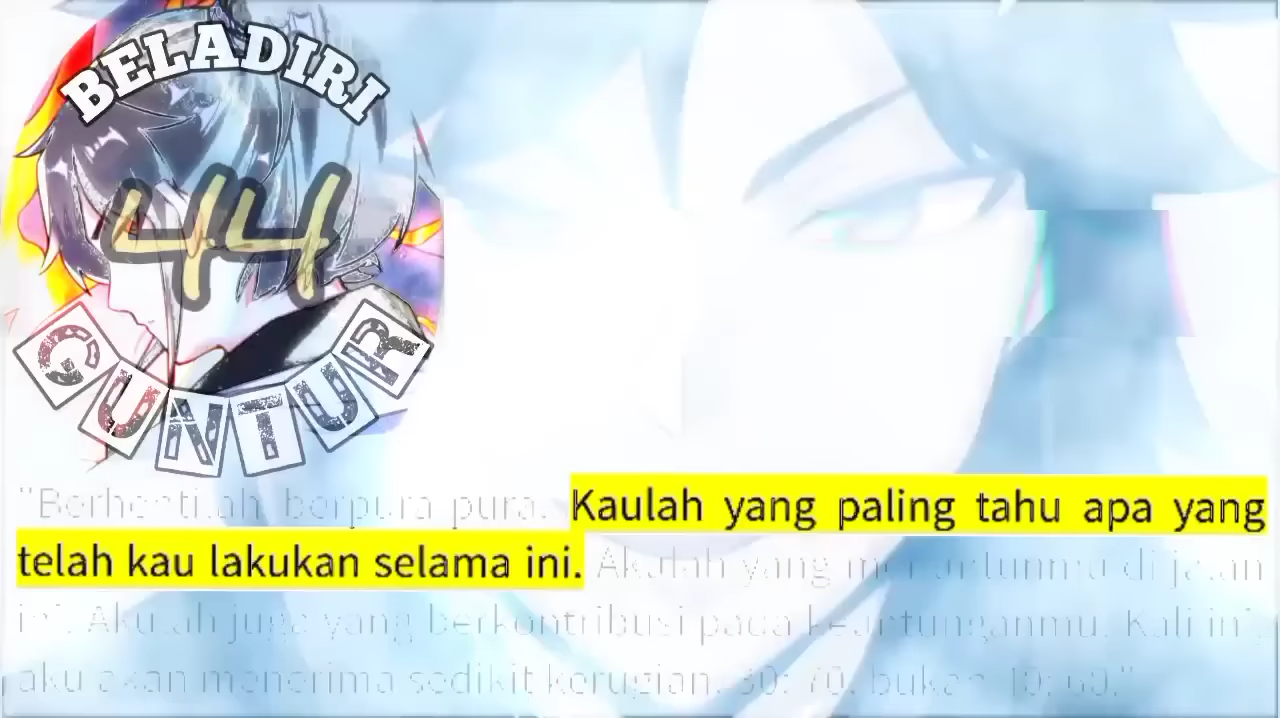 BELADIRI
44
GUNTUR
"Berhentilah berpura pura. Kaulah yang paling tahu apa yang
telah kau lakukan selama ini. Akulah yang menuntunmu di jalan
ini. Akulah juga yang berkontribusi pada keuntunganmu. Kali ini,
aku akan menerima sedikit kerugian. 30: 70, bukan